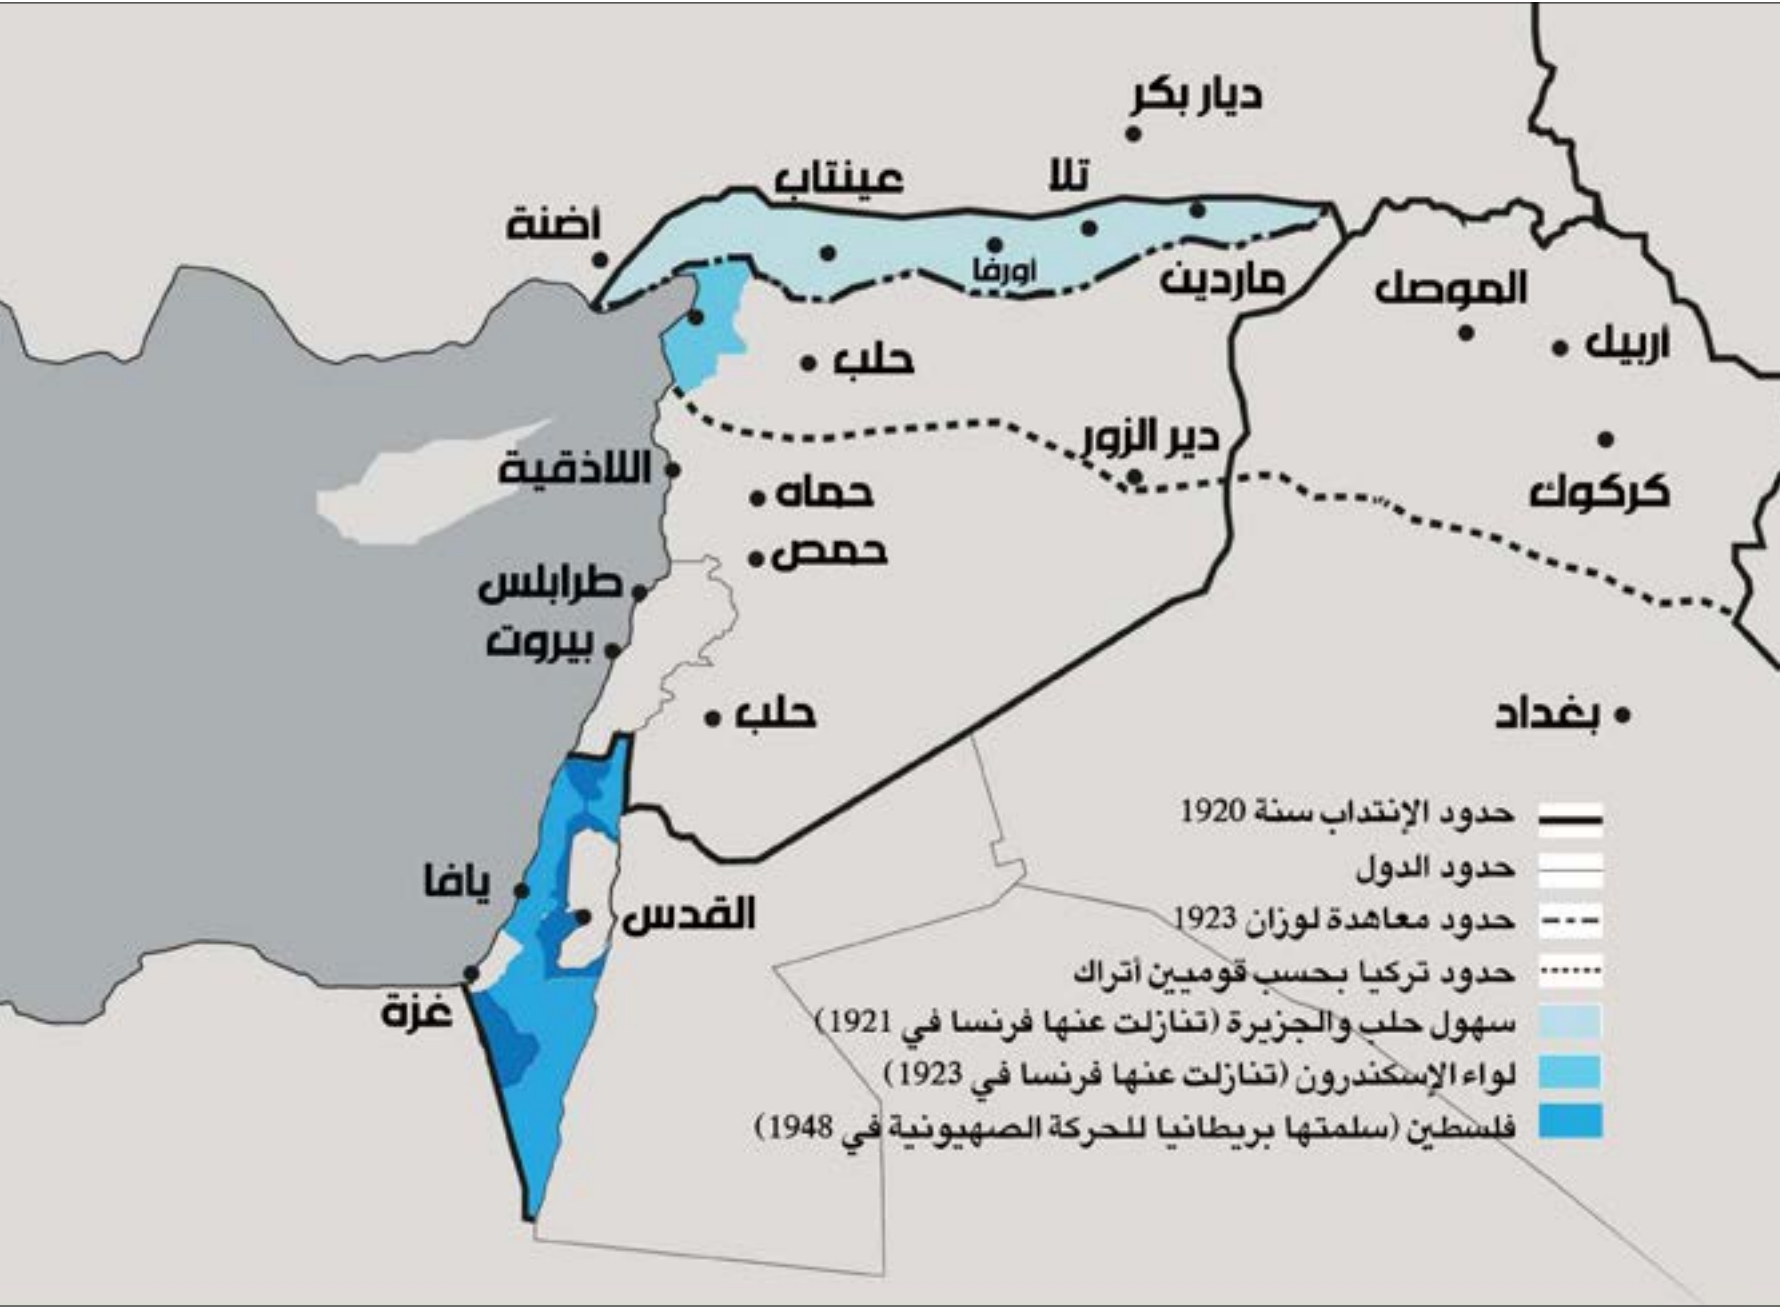 ديار بكر
تلا
عينتاب
أضنة
أورفا
ماردين
الموصل
أربيل
حلب
دير الزور
اللاذقية
حماه
كركوك
حمص
طرابلس
بيروت
حلب
بغداد
يافا
القدس
غزة
حدود الإنتداب سنة 1920
حدود الدول
حدود معاهدة لوزان 1923
حدود تركيا بحسب قوميين أتراك
سهول حلب والجزيرة (تنازلت عنها فرنسا في 1921)
لواء الإسكندرون (تنازلت عنها فرنسا في 1923)
فلسطين (سلمتها بريطانيا للحركة الصهيونية في 1948)